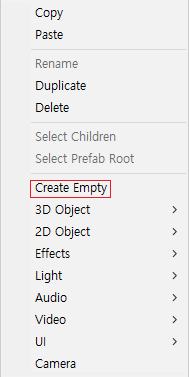 Copy
Paste
Rename
Duplicate
Delete
Select Children
Select Prefab Root
Create Empty
3D Object
2D Object
Effects
Light
Audio
Video
UI
Camera